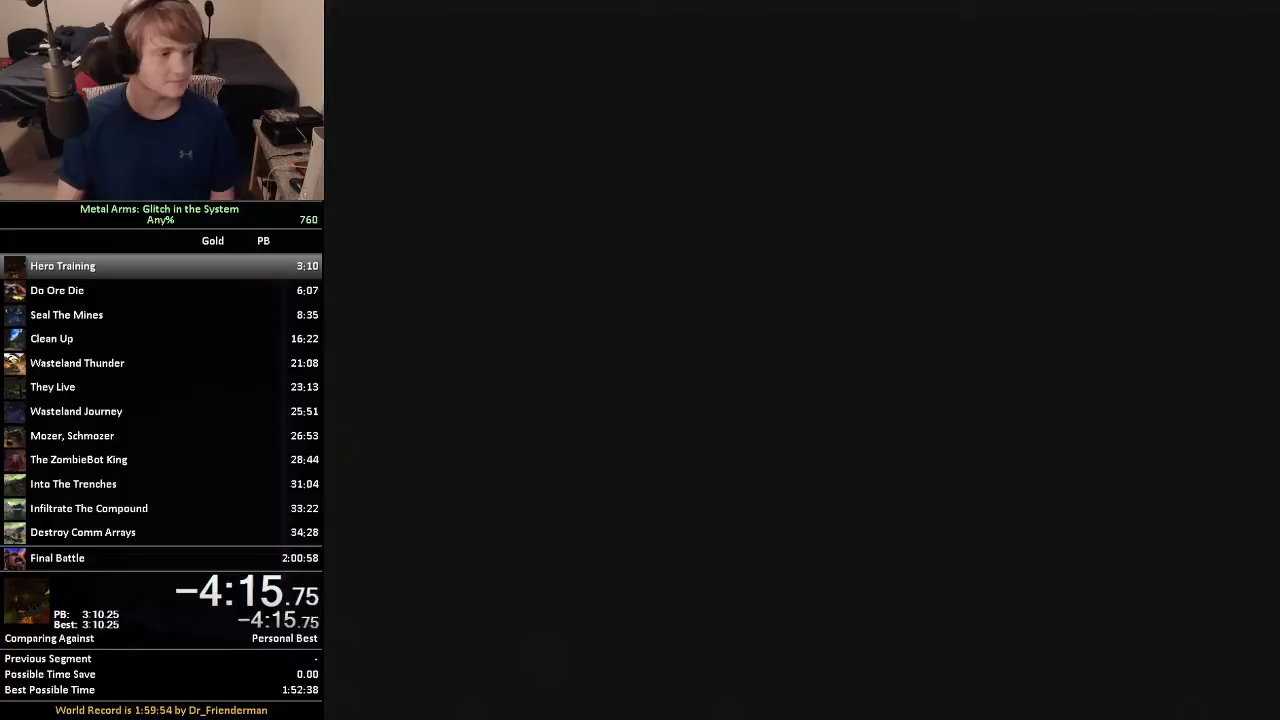 Metal Arms: Glitch in the System
Any% 760
Gold PB
Hero Training 3:10
Do Ore Die 6:07
Seal The Mines 8:35
Clean Up 16:22
Wasteland Thunder 21:08
They Live 23:13
Wasteland Journey 25:51
Mozer, Schmozer 26:53
The ZombieBot King 28:44
Into The Trenches 31:04
Infiltrate The Compound 33:22
Destroy Comm Arrays 34:28
Final Battle 2:00:58
−4:15.75
PB: 3:10.25 −4:15.75
Best: 3:10.25
Comparing Against Personal Best
Previous Segment -
Possible Time Save 0.00
Best Possible Time 1:52:38
World Record is 1:59:54 by Dr_Frienderman